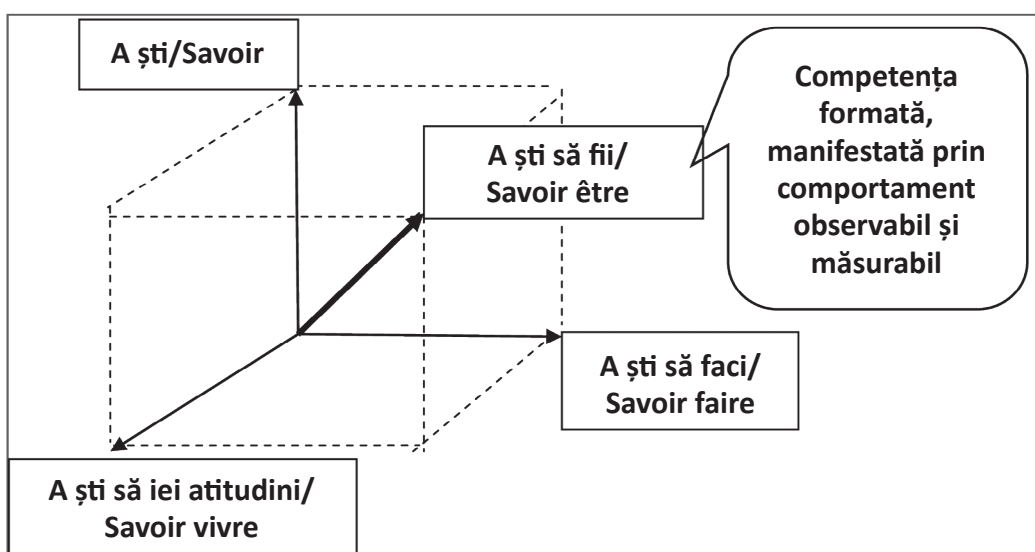 A ști/Savoir
A ști să fii/
Savoir être
Competența
formată,
manifestată prin
comportament
observabil și
măsurabil
A ști să faci/
Savoir faire
A ști să iei atitudini/
Savoir vivre